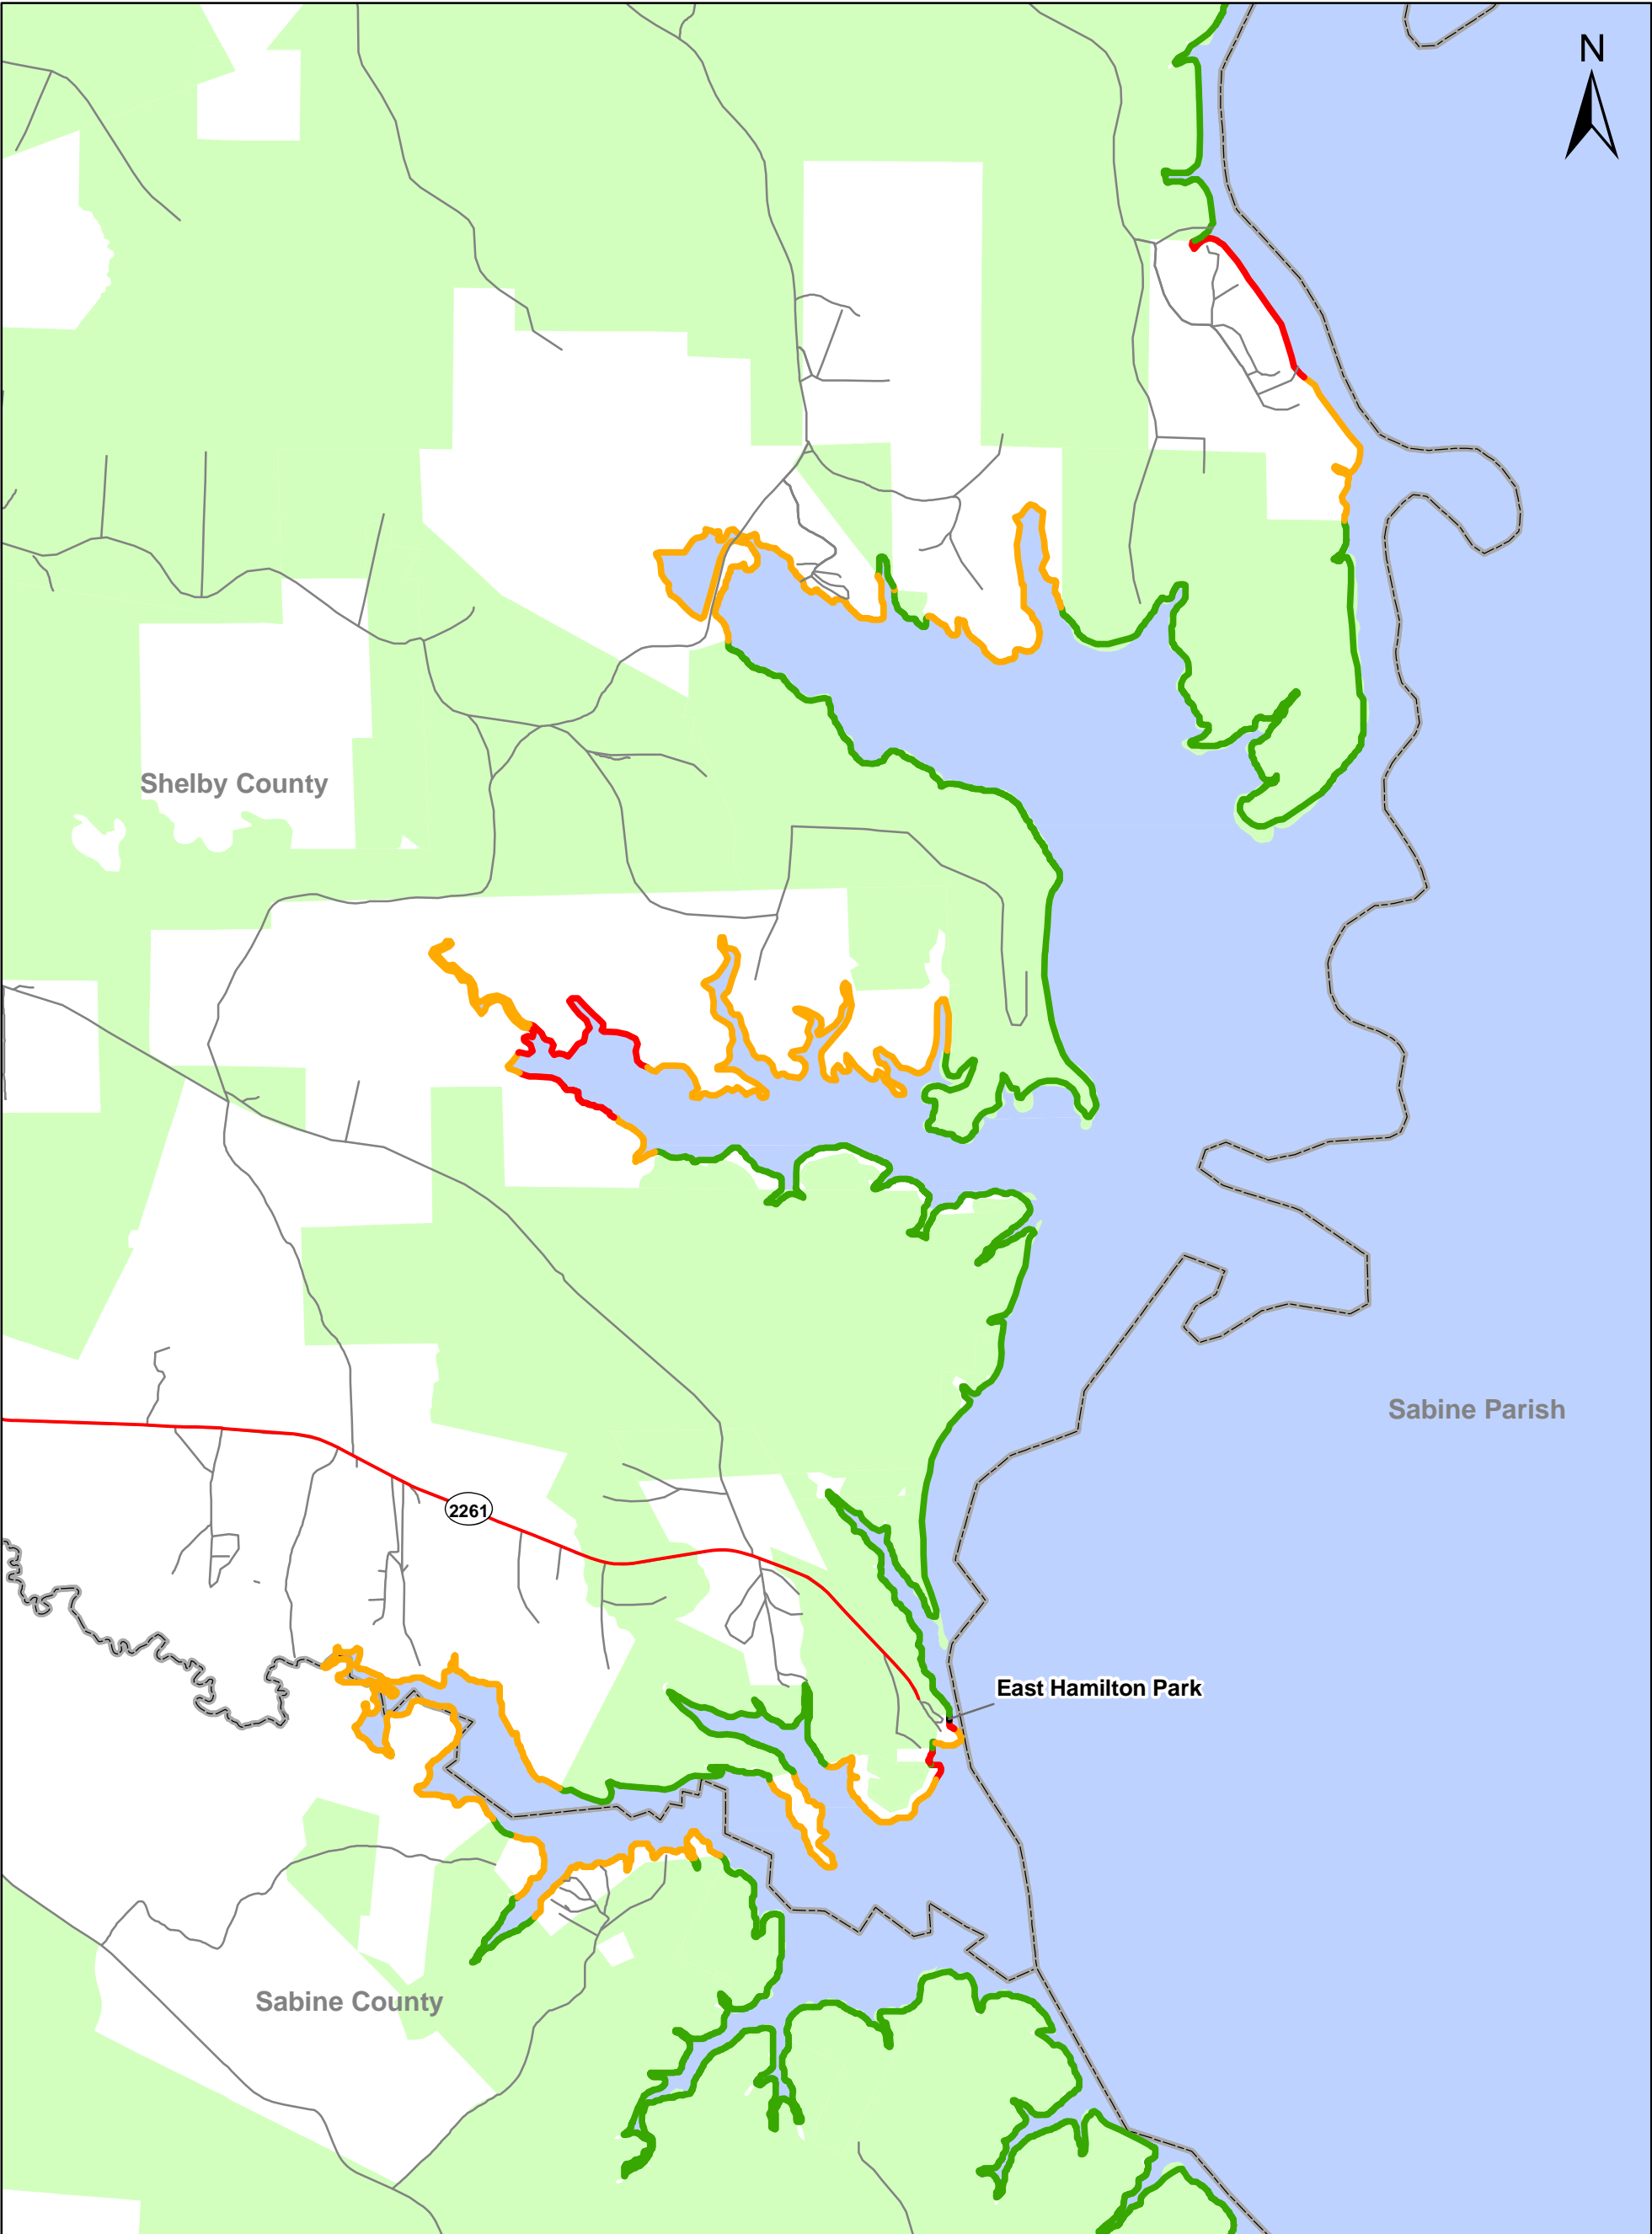 N
Shelby County
Sabine Parish
2261
East Hamilton Park
Sabine County